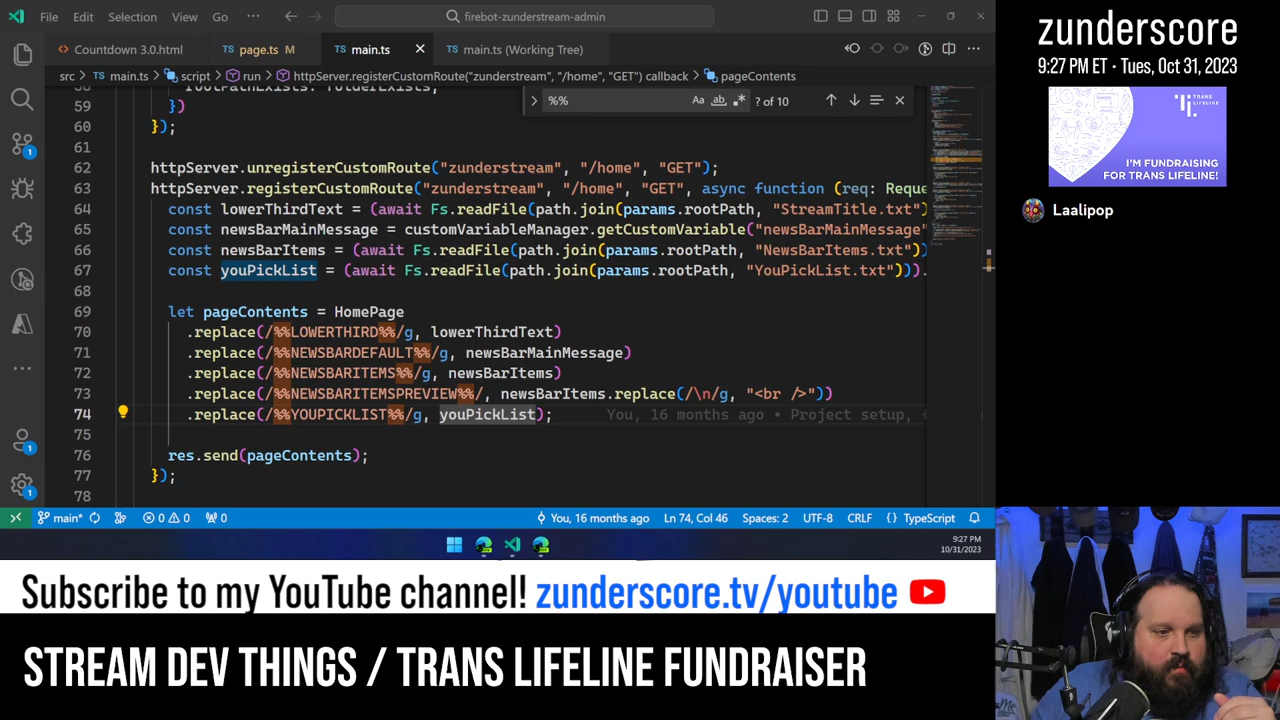 File Edit Selection View Go ··· firebot-zunderstream-admin
Countdown 3.0.html TS page.ts M TS main.ts TS main.ts (Working Tree)
src > TS main.ts > script > run > httpServer.registerCustomRoute("zunderstream", "/home", "GET") callback > pageContents
%% Aa ab ? of 10
59 })
60 });
61
62 httpServer.unregisterCustomRoute("zunderstream", "/home", "GET");
63 httpServer.registerCustomRoute("zunderstream", "/home", "GET", async function (req: Reque
64 const lowerThirdText = (await Fs.readFile(path.join(params.rootPath, "StreamTitle.txt")
65 const newsBarMainMessage = customVariableManager.getCustomVariable("newsBarMainMessage"
66 const newsBarItems = (await Fs.readFile(path.join(params.rootPath, "NewsBarItems.txt"))
67 const youPickList = (await Fs.readFile(path.join(params.rootPath, "YouPickList.txt"))).
68
69 let pageContents = HomePage
70 .replace(/%%LOWERTHIRD%%/g, lowerThirdText)
71 .replace(/%%NEWSBARDEFAULT%%/g, newsBarMainMessage)
72 .replace(/%%NEWSBARITEMS%%/g, newsBarItems)
73 .replace(/%%NEWSBARITEMSPREVIEW%%/, newsBarItems.replace(/\n/g, "<br />"))
74 .replace(/%%YOUPICKLIST%%/g, youPickList); You, 16 months ago • Project setup,
75
76 res.send(pageContents);
77 });
78
main* 0 0 0 You, 16 months ago Ln 74, Col 46 Spaces: 2 UTF-8 CRLF { } TypeScript
9:27 PM
10/31/2023
zunderscore
9:27 PM ET · Tues, Oct 31, 2023
TRANS
LIFELINE
I'M FUNDRAISING
FOR TRANS LIFELINE!
Laalipop
Subscribe to my YouTube channel! zunderscore.tv/youtube
STREAM DEV THINGS / TRANS LIFELINE FUNDRAISER